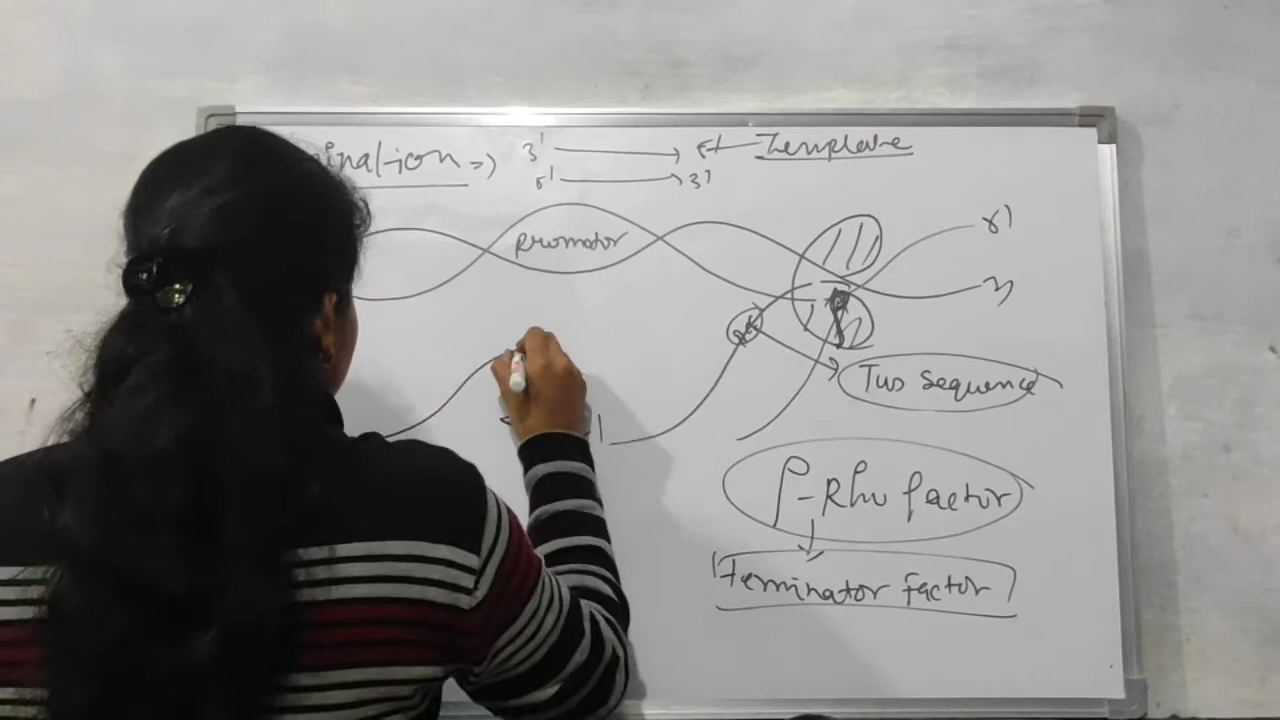 ination => 3' → 5' Template
5' → 3'
Promotor
5'
3'
Tus sequence
ρ-Rho factor
Terminator factor